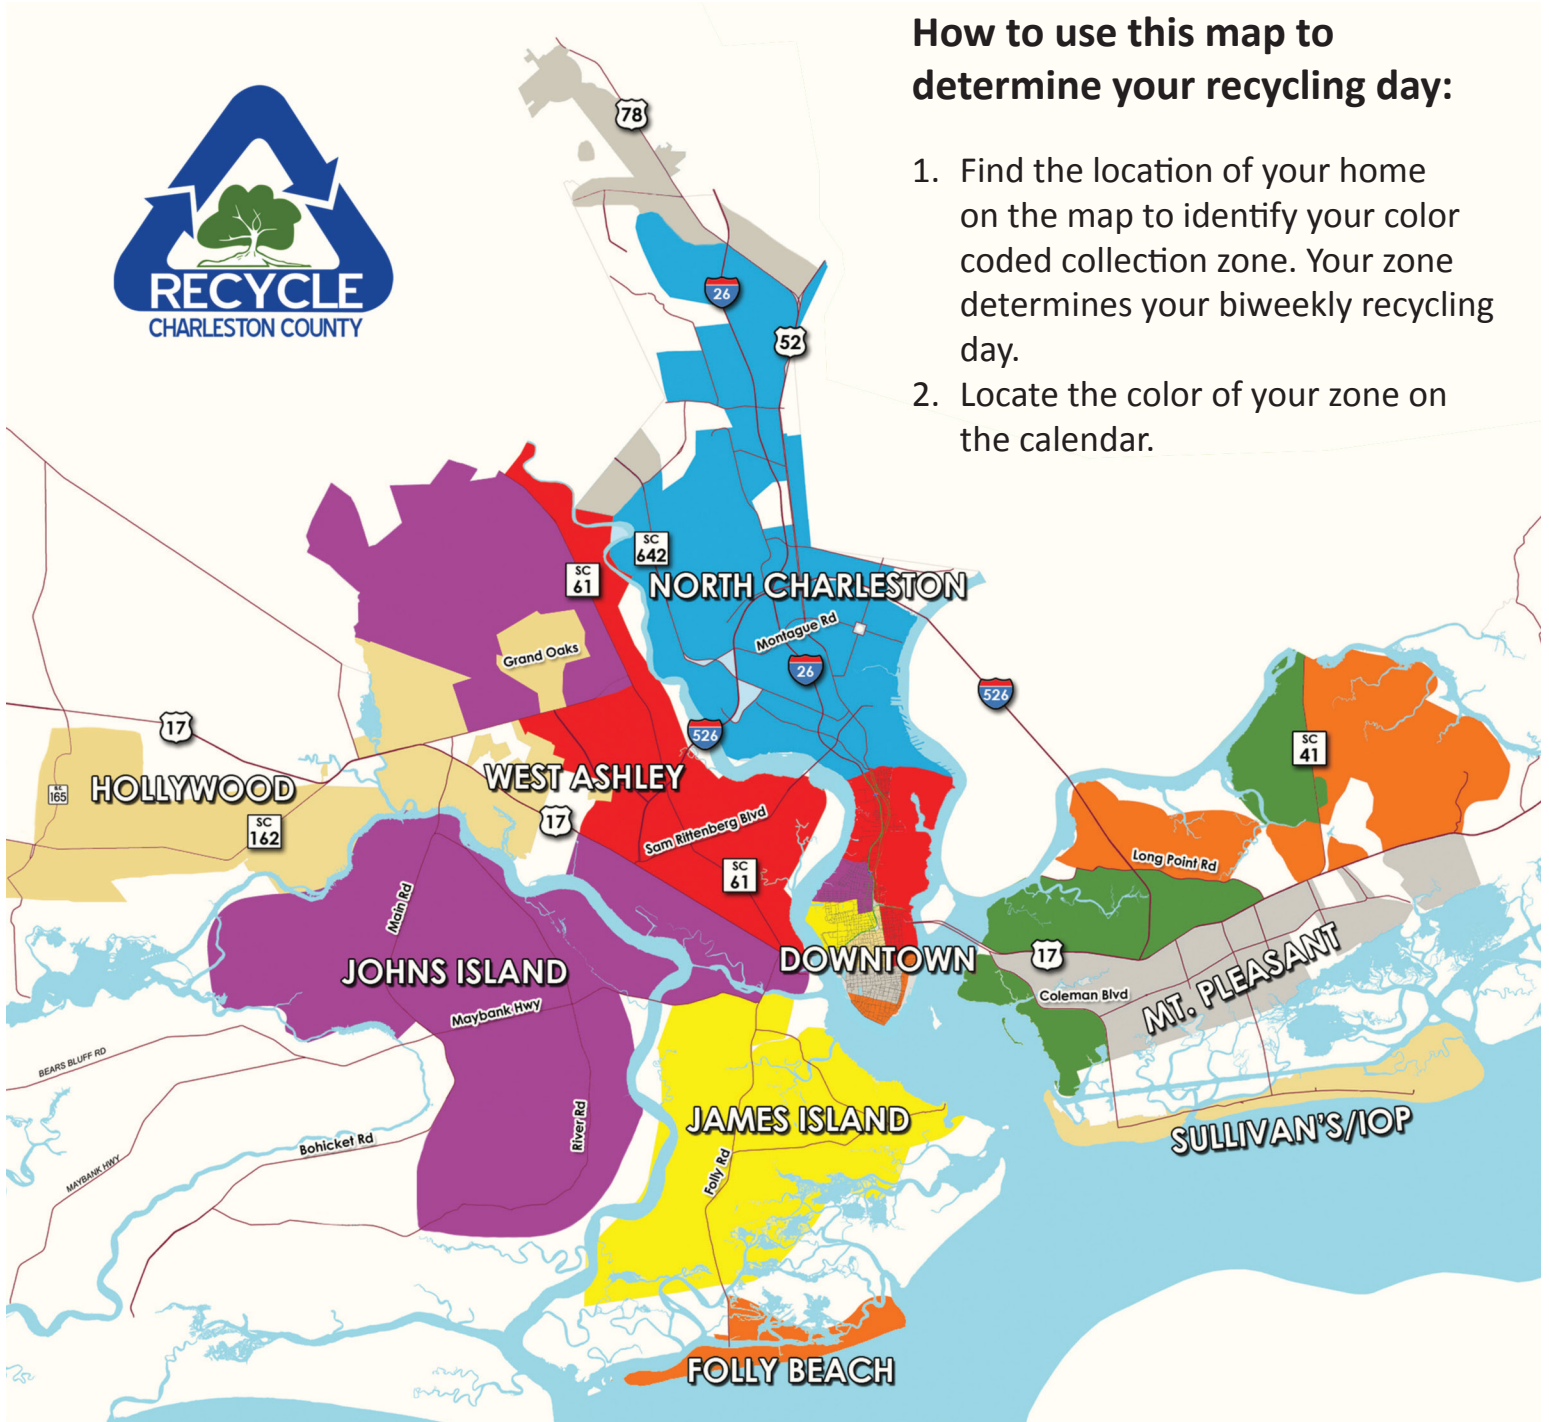 How to use this map to
determine your recycling day:
1. Find the location of your home
on the map to identify your color
coded collection zone. Your zone
determines your biweekly recycling
day.
2. Locate the color of your zone on
the calendar.
RECYCLE
CHARLESTON COUNTY
78
26
52
SC
642
SC
61
NORTH CHARLESTON
Montague Rd
Grand Oaks
26
526
526
17
SC
41
HOLLYWOOD
SC
165
SC
162
WEST ASHLEY
17
Sam Rittenberg Blvd
SC
61
Long Point Rd
Main Rd
JOHNS ISLAND
DOWNTOWN
17
Coleman Blvd
MT. PLEASANT
Maybank Hwy
BEARS BLUFF RD
JAMES ISLAND
SULLIVAN'S/IOP
River Rd
Bohicket Rd
MAYBANK HWY
Folly Rd
FOLLY BEACH